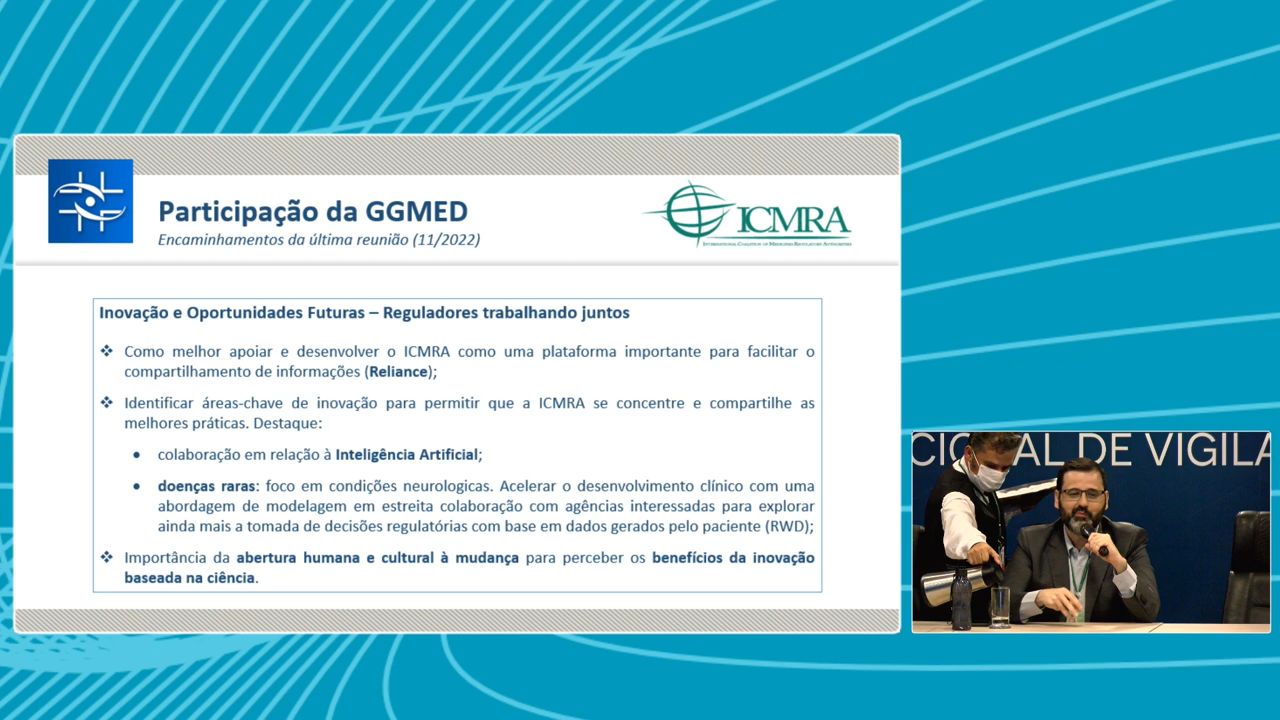 Participação da GGMED
Encaminhamentos da última reunião (11/2022)
ICMRA
INTERNATIONAL COALITION OF MEDICINES REGULATORY AUTHORITIES
Inovação e Oportunidades Futuras – Reguladores trabalhando juntos
❖ Como melhor apoiar e desenvolver o ICMRA como uma plataforma importante para facilitar o
compartilhamento de informações (Reliance);
❖ Identificar áreas-chave de inovação para permitir que a ICMRA se concentre e compartilhe as
melhores práticas. Destaque:
• colaboração em relação à Inteligência Artificial;
• doenças raras: foco em condições neurologicas. Acelerar o desenvolvimento clínico com uma
abordagem de modelagem em estreita colaboração com agências interessadas para explorar
ainda mais a tomada de decisões regulatórias com base em dados gerados pelo paciente (RWD);
❖ Importância da abertura humana e cultural à mudança para perceber os benefícios da inovação
baseada na ciência.
CIONAL DE VIGILA